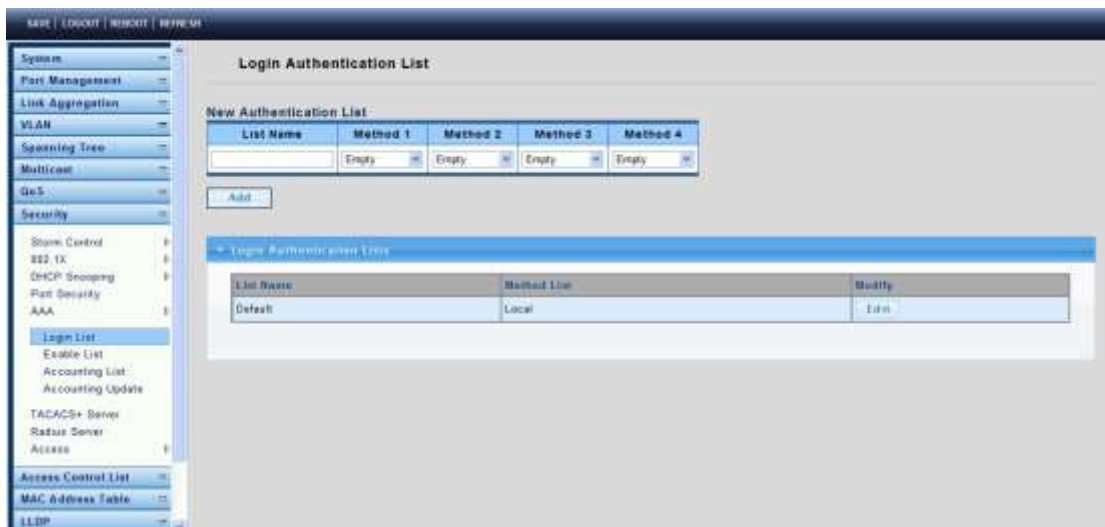 SAVE | LOGOUT | REBOOT | REFRESH
System
Port Management
Link Aggregation
VLAN
Spanning Tree
Multicast
QoS
Security
Storm Control
802.1X
DHCP Snooping
Port Security
AAA
Login List
Enable List
Accounting List
Accounting Update
TACACS+ Server
Radius Server
Access
Access Control List
MAC Address Table
LLDP
Login Authentication List
New Authentication List
List Name Method 1 Method 2 Method 3 Method 4
Empty Empty Empty Empty
Add
Login Authentication Lists
List Name Method List Modify
Default Local Edit